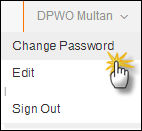 DPWO Multan
Change Password
Edit
Sign Out